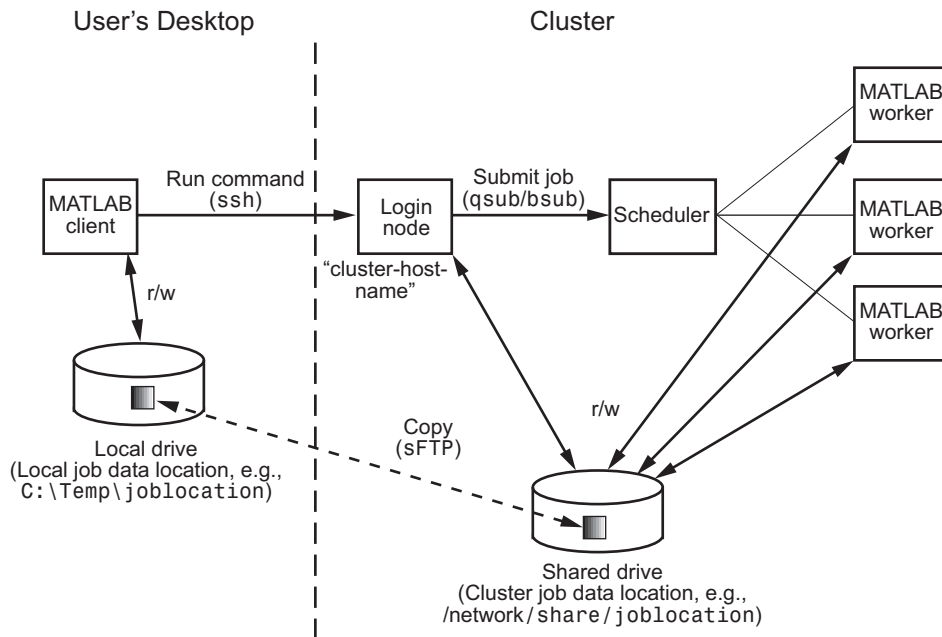 User's Desktop
Cluster
MATLAB
worker
Run command
(ssh)
Submit job
(qsub/bsub)
MATLAB
client
Login
node
Scheduler
MATLAB
worker
“cluster-host-
name”
r/w
MATLAB
worker
r/w
Copy
(sFTP)
Local drive
(Local job data location, e.g.,
C:\Temp\joblocation)
Shared drive
(Cluster job data location, e.g.,
/network/share/joblocation)